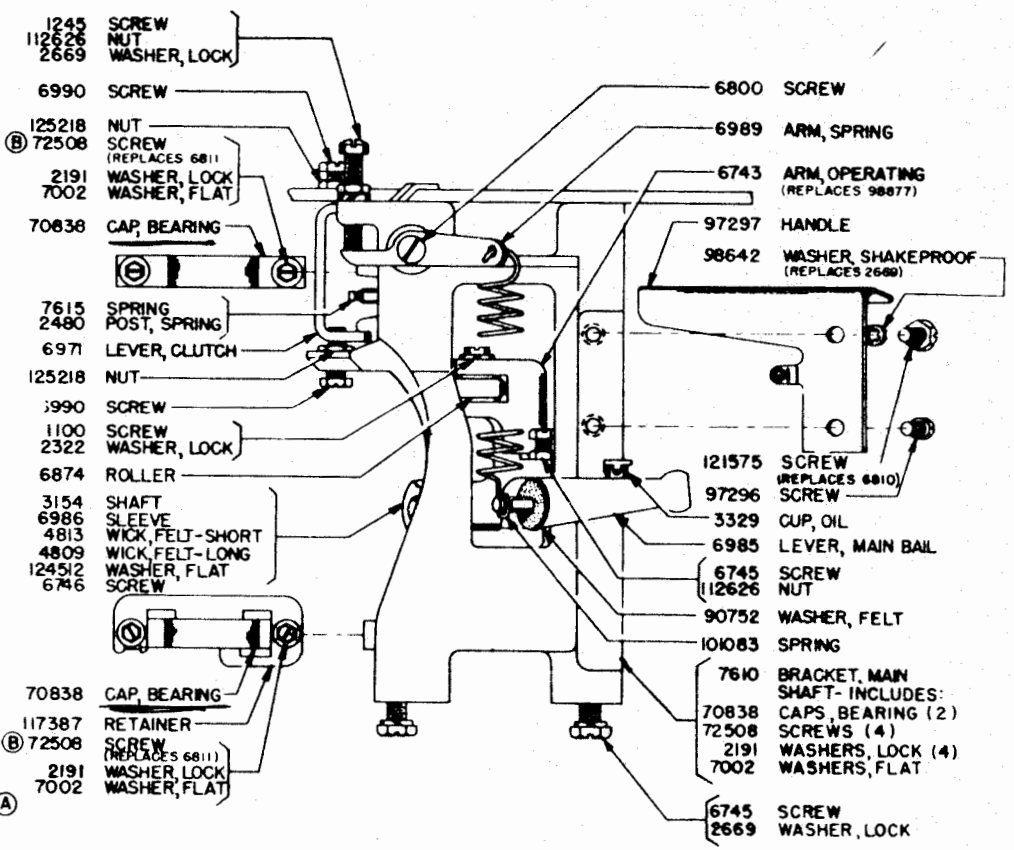 1245 SCREW
112626 NUT
2669 WASHER, LOCK
6990 SCREW
125218 NUT
Ⓑ 72508 SCREW
(REPLACES 6811
2191 WASHER, LOCK
7002 WASHER, FLAT
70838 CAP, BEARING
7615 SPRING
2480 POST, SPRING
6971 LEVER, CLUTCH
125218 NUT
6990 SCREW
1100 SCREW
2322 WASHER, LOCK
6874 ROLLER
3154 SHAFT
6986 SLEEVE
4813 WICK, FELT-SHORT
4809 WICK, FELT-LONG
124512 WASHER, FLAT
6746 SCREW
70838 CAP, BEARING
117387 RETAINER
Ⓑ 72508 SCREW
(REPLACES 6811)
2191 WASHER, LOCK
7002 WASHER, FLAT
Ⓐ
6800 SCREW
6989 ARM, SPRING
6743 ARM, OPERATING
(REPLACES 98877)
97297 HANDLE
98642 WASHER, SHAKEPROOF
(REPLACES 2669)
121575 SCREW
(REPLACES 6810)
97296 SCREW
3329 CUP, OIL
6985 LEVER, MAIN BAIL
6745 SCREW
112626 NUT
90752 WASHER, FELT
101083 SPRING
7610 BRACKET, MAIN
SHAFT- INCLUDES:
70838 CAPS, BEARING (2)
72508 SCREWS (4)
2191 WASHERS, LOCK (4)
7002 WASHERS, FLAT
6745 SCREW
2669 WASHER, LOCK